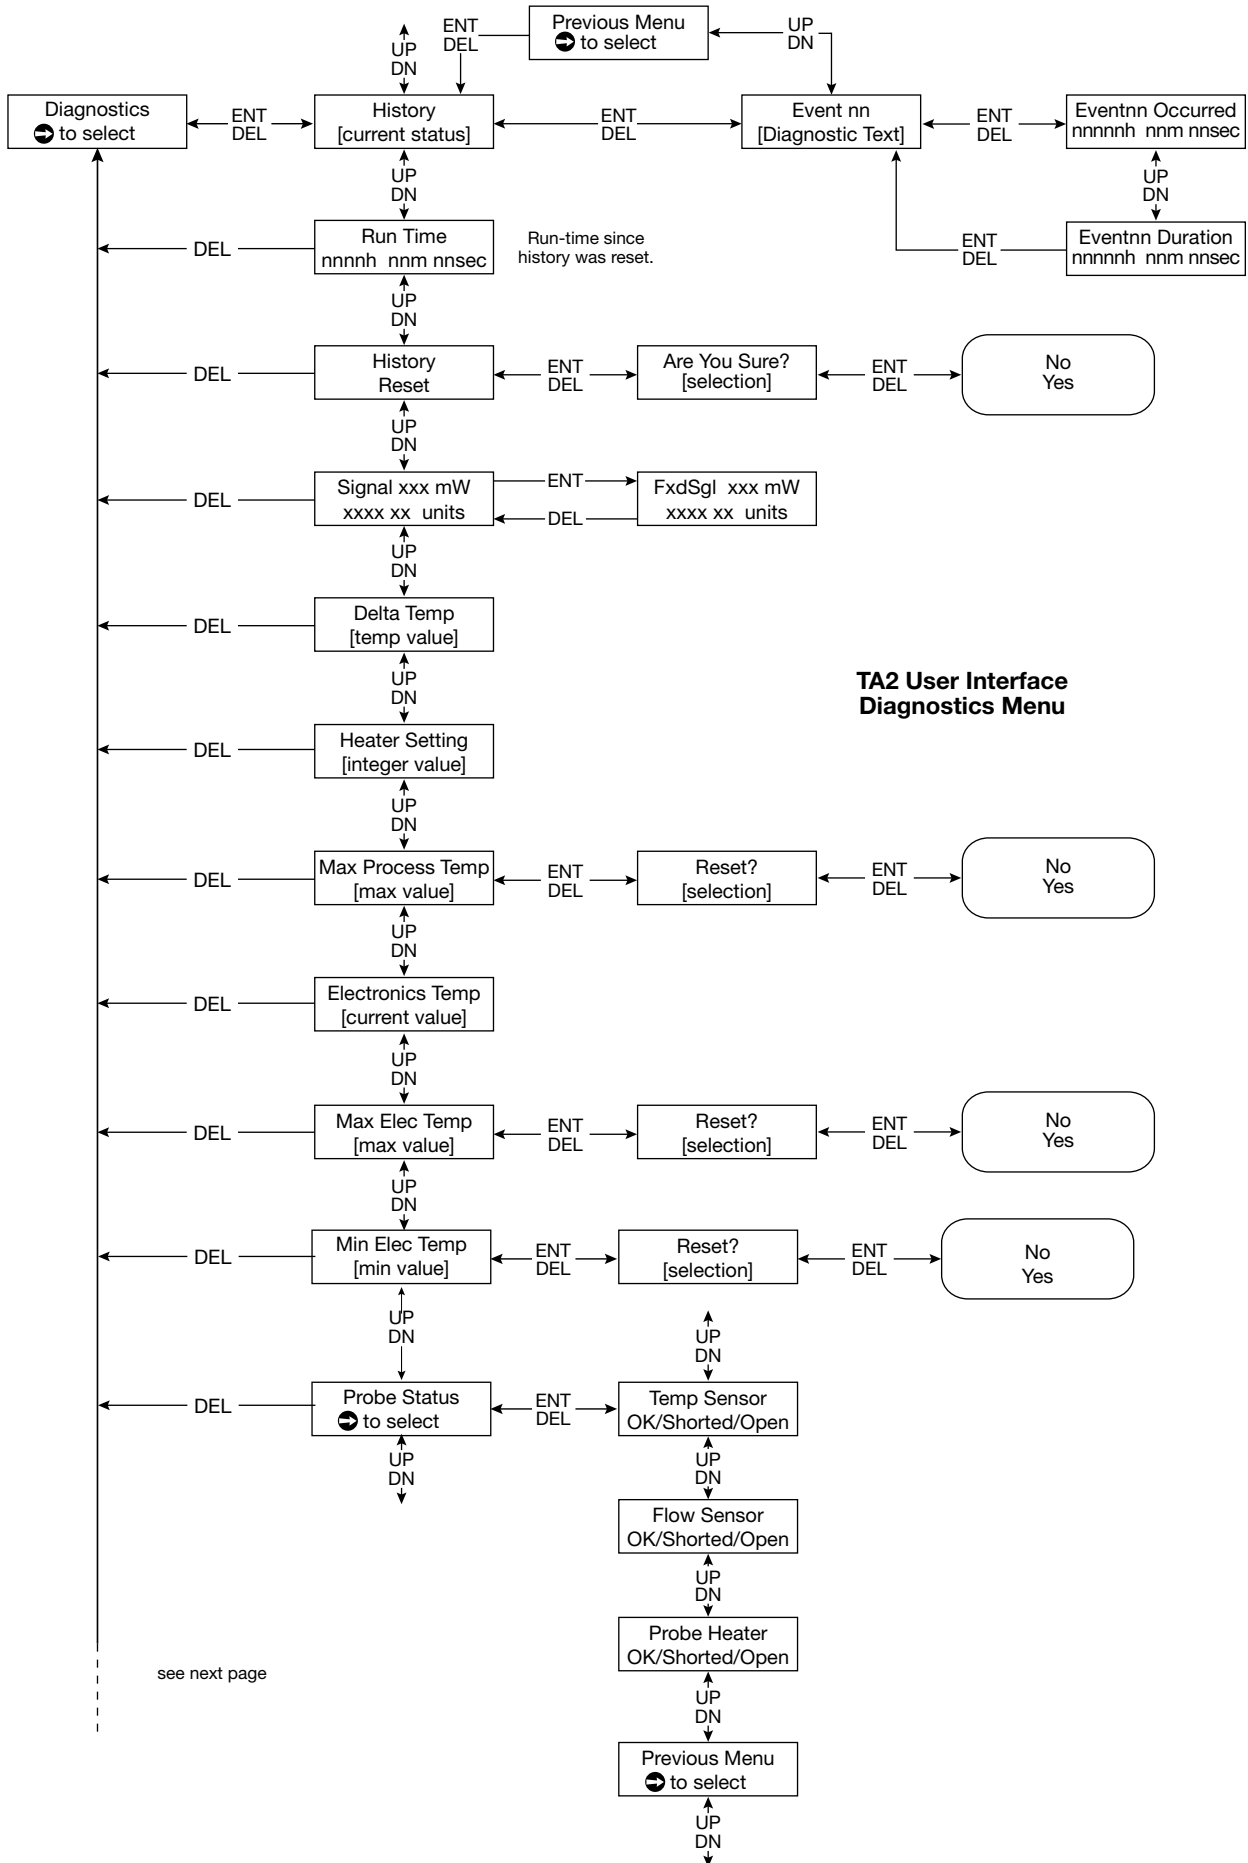 Previous Menu
to select
ENT
DEL
UP
DN
UP
DN
Diagnostics
to select
ENT
DEL
History
[current status]
ENT
DEL
Event nn
[Diagnostic Text]
ENT
DEL
Eventnn Occurred
nnnnnh nnm nnsec
UP
DN
UP
DN
DEL
Run Time
nnnnh nnm nnsec
Run-time since
history was reset.
ENT
DEL
Eventnn Duration
nnnnnh nnm nnsec
UP
DN
DEL
History
Reset
ENT
DEL
Are You Sure?
[selection]
ENT
DEL
No
Yes
UP
DN
DEL
Signal xxx mW
xxxx xx units
ENT
DEL
FxdSgl xxx mW
xxxx xx units
UP
DN
DEL
Delta Temp
[temp value]
UP
DN
TA2 User Interface
Diagnostics Menu
DEL
Heater Setting
[integer value]
UP
DN
DEL
Max Process Temp
[max value]
ENT
DEL
Reset?
[selection]
ENT
DEL
No
Yes
UP
DN
DEL
Electronics Temp
[current value]
UP
DN
DEL
Max Elec Temp
[max value]
ENT
DEL
Reset?
[selection]
ENT
DEL
No
Yes
UP
DN
DEL
Min Elec Temp
[min value]
ENT
DEL
Reset?
[selection]
ENT
DEL
No
Yes
UP
DN
UP
DN
DEL
Probe Status
to select
ENT
DEL
Temp Sensor
OK/Shorted/Open
UP
DN
UP
DN
Flow Sensor
OK/Shorted/Open
UP
DN
Probe Heater
OK/Shorted/Open
see next page
UP
DN
Previous Menu
to select
UP
DN